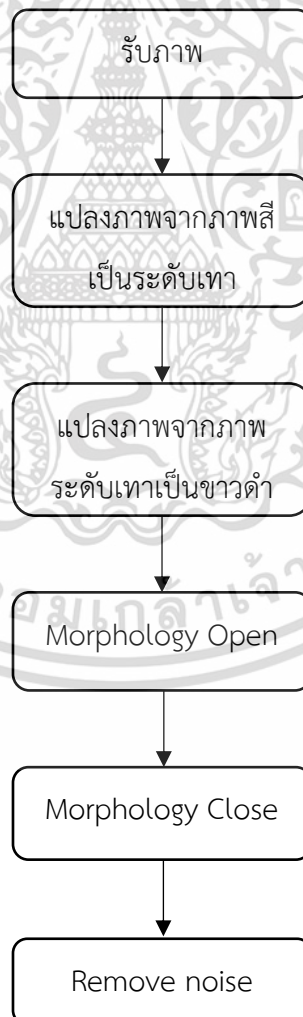 รับภาพ
แปลงภาพจากภาพสี
เป็นระดับเทา
แปลงภาพจากภาพ
ระดับเทาเป็นขาวดำ
Morphology Open
Morphology Close
Remove noise